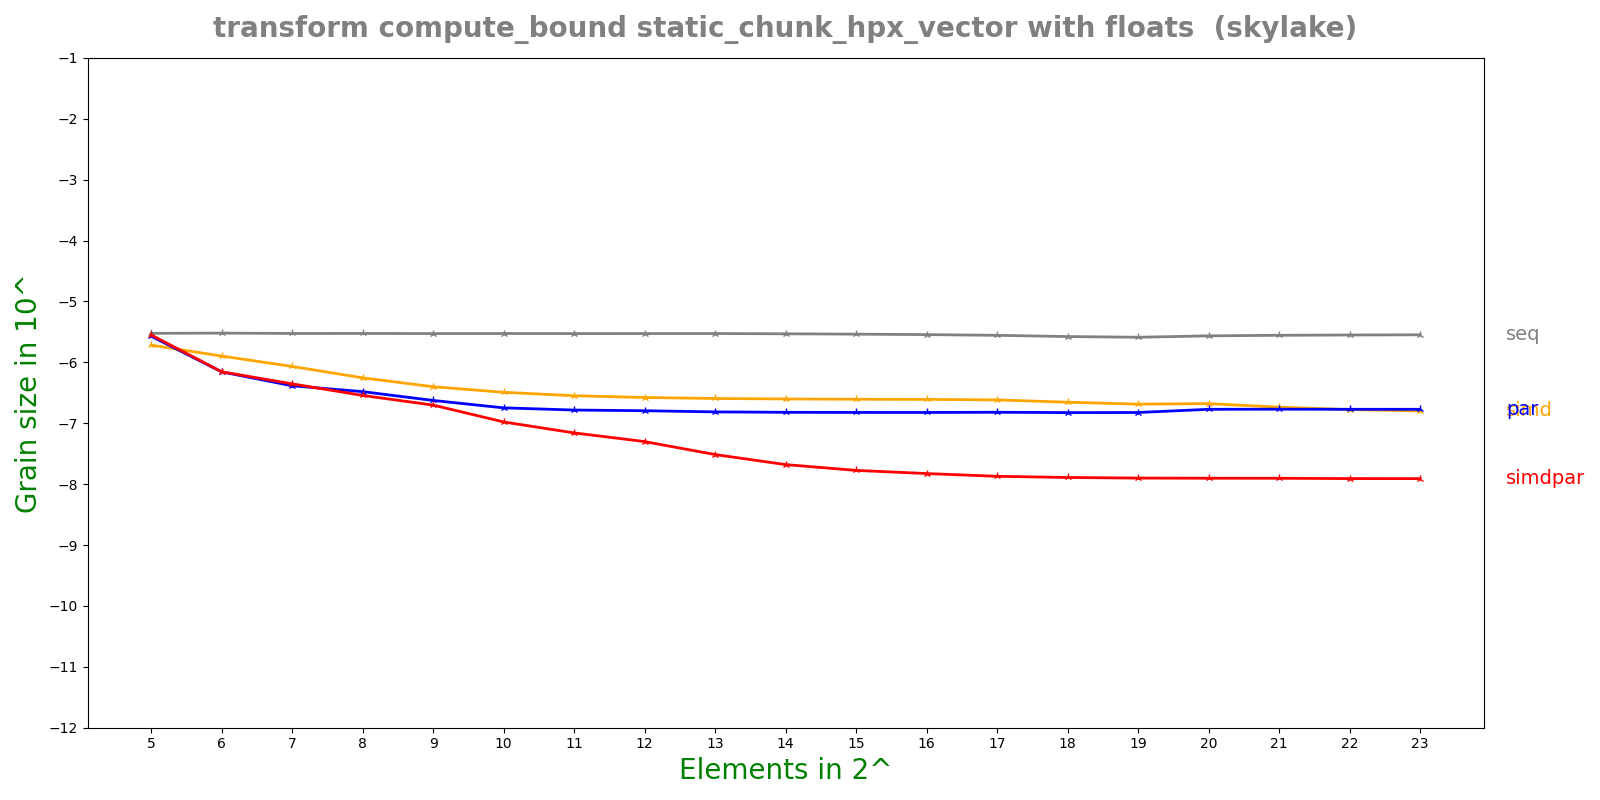 transform compute_bound static_chunk_hpx_vector with floats  (skylake)
Grain size in 10^
−1
−2
−3
−4
−5
−6
−7
−8
−9
−10
−11
−12
seq
par
simd
simdpar
5 6 7 8 9 10 11 12 13 14 15 16 17 18 19 20 21 22 23
Elements in 2^